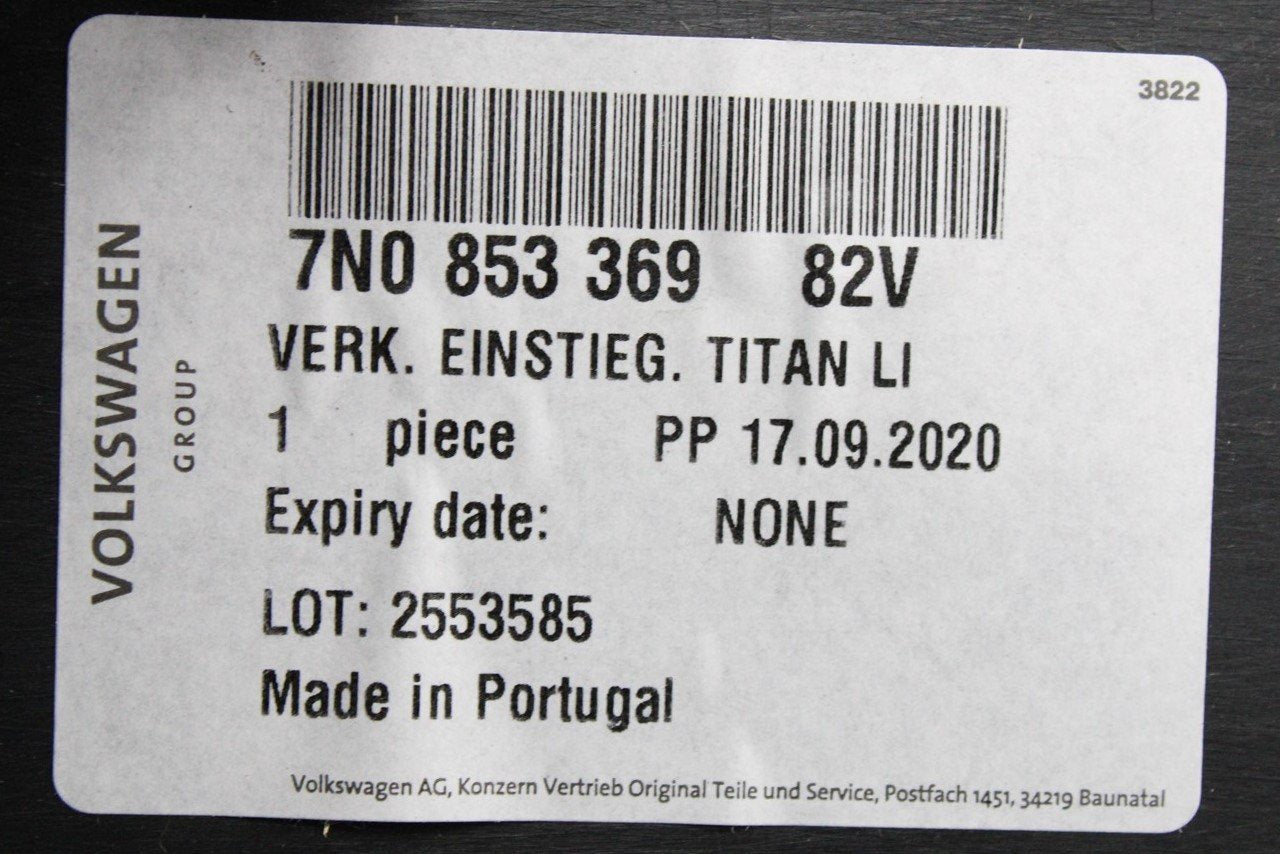 3822
7N0 853 369 82V
VERK. EINSTIEG. TITAN LI
1 piece PP 17.09.2020
Expiry date: NONE
LOT: 2553585
Made in Portugal
Volkswagen AG, Konzern Vertrieb Original Teile und Service, Postfach 1451, 34219 Baunatal
VOLKSWAGEN
GROUP